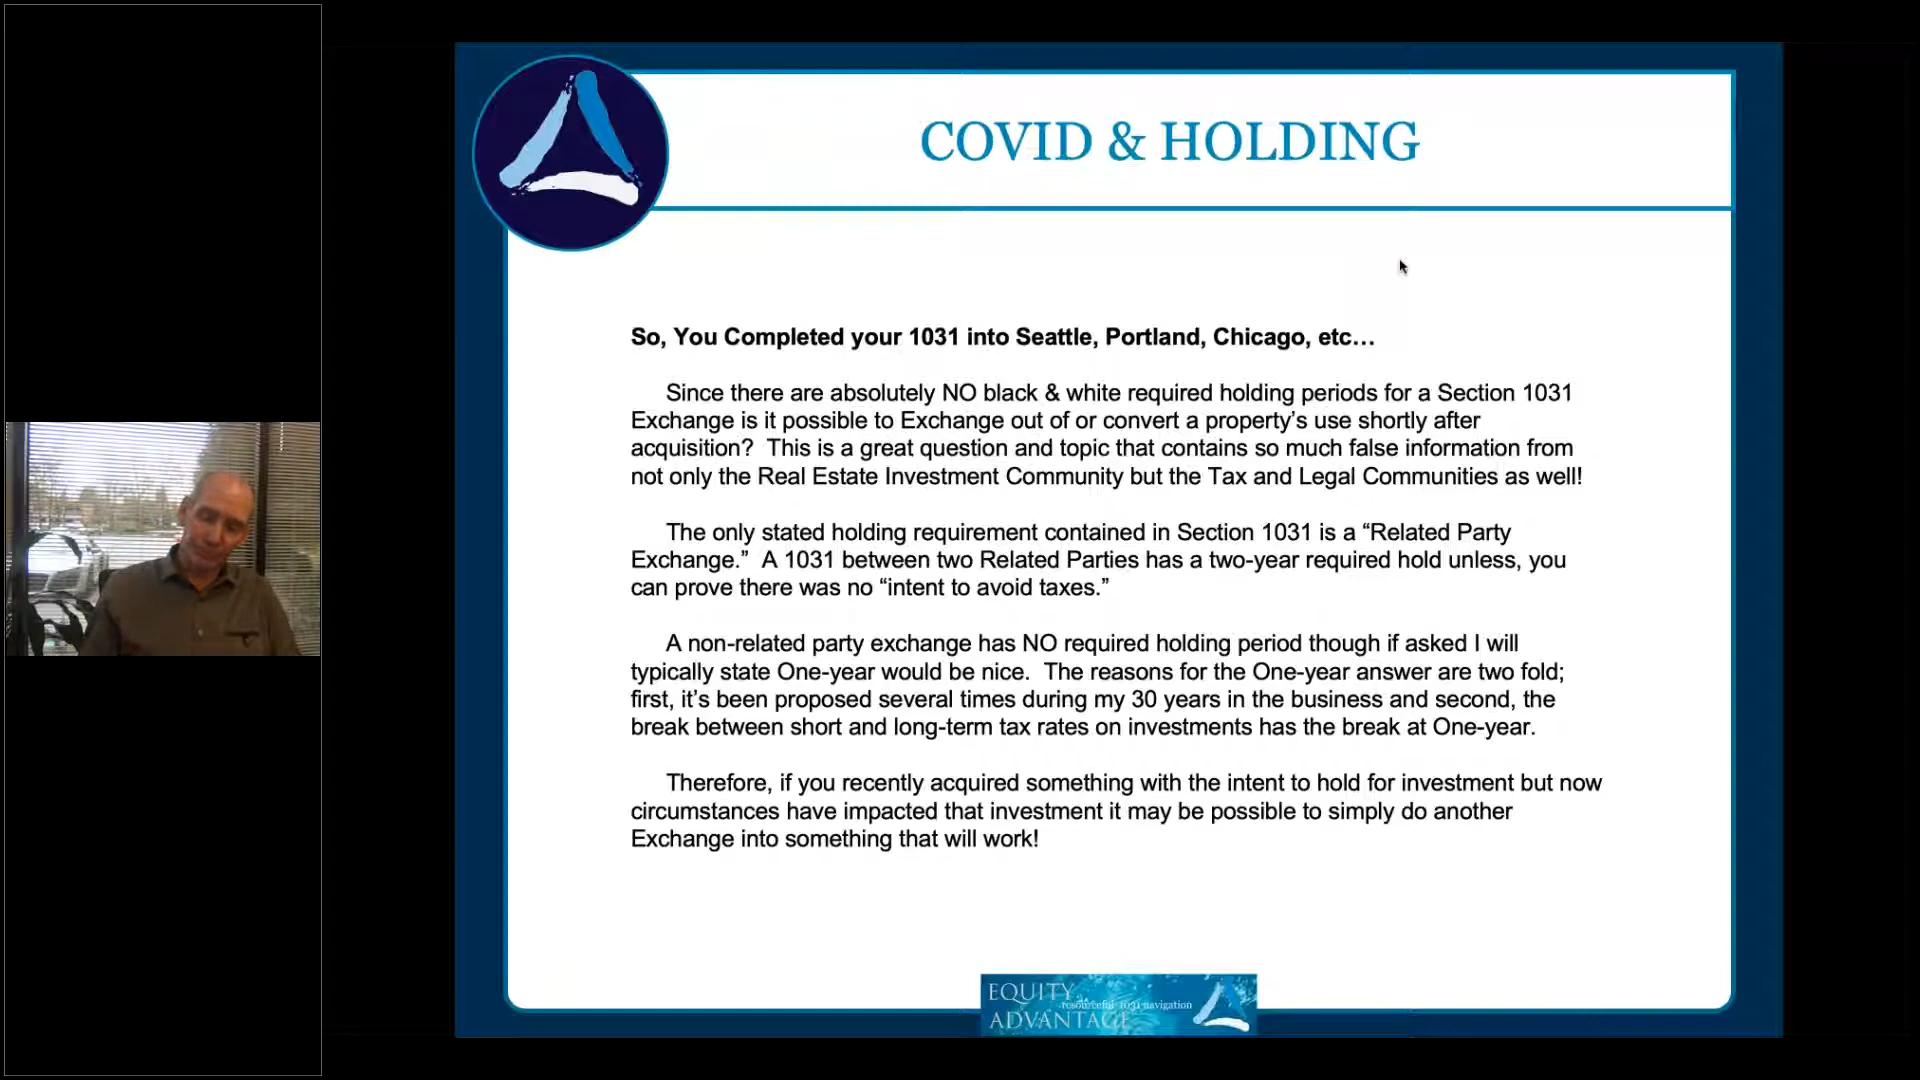 COVID & HOLDING
So, You Completed your 1031 into Seattle, Portland, Chicago, etc…
Since there are absolutely NO black & white required holding periods for a Section 1031
Exchange is it possible to Exchange out of or convert a property’s use shortly after
acquisition?  This is a great question and topic that contains so much false information from
not only the Real Estate Investment Community but the Tax and Legal Communities as well!
The only stated holding requirement contained in Section 1031 is a “Related Party
Exchange.”  A 1031 between two Related Parties has a two-year required hold unless, you
can prove there was no “intent to avoid taxes.”
A non-related party exchange has NO required holding period though if asked I will
typically state One-year would be nice.  The reasons for the One-year answer are two fold;
first, it’s been proposed several times during my 30 years in the business and second, the
break between short and long-term tax rates on investments has the break at One-year.
Therefore, if you recently acquired something with the intent to hold for investment but now
circumstances have impacted that investment it may be possible to simply do another
Exchange into something that will work!
EQUITY
resourceful 1031 navigation
ADVANTAGE